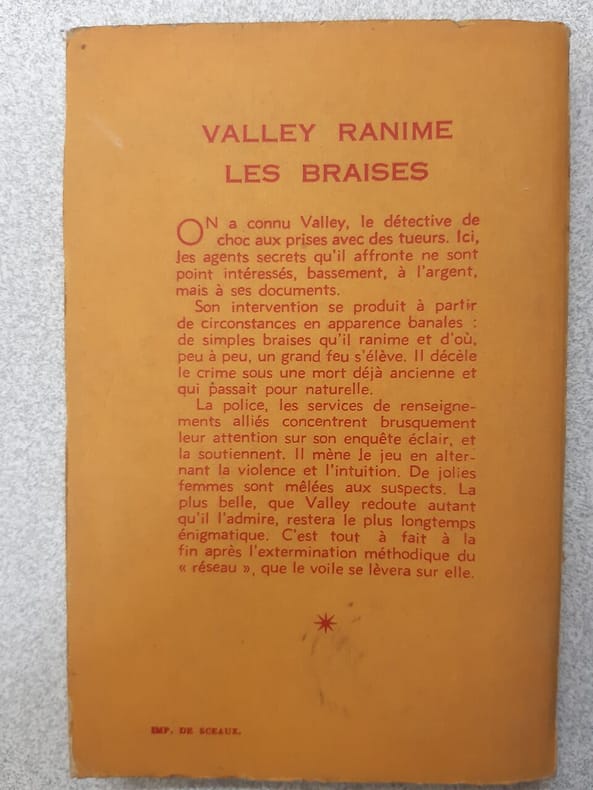 VALLEY RANIME
LES BRAISES
ON a connu Valley, le détective de
choc aux prises avec des tueurs. Ici,
les agents secrets qu'il affronte ne sont
point intéressés, bassement, à l'argent,
mais à ses documents.
Son intervention se produit à partir
de circonstances en apparence banales :
de simples braises qu'il ranime et d'où,
peu à peu, un grand feu s'élève. Il décèle
le crime sous une mort déjà ancienne et
qui passait pour naturelle.
La police, les services de renseigne-
ments alliés concentrent brusquement
leur attention sur son enquête éclair, et
la soutiennent. Il mène le jeu en alter-
nant la violence et l'intuition. De jolies
femmes sont mêlées aux suspects. La
plus belle, que Valley redoute autant
qu'il l'admire, restera le plus longtemps
énigmatique. C'est tout à fait à la
fin après l'extermination méthodique du
« réseau », que le voile se lèvera sur elle.
IMP. DE SCEAUX.